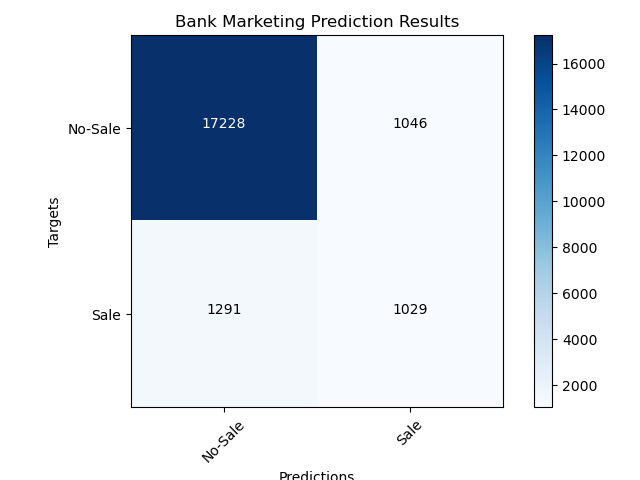 Bank Marketing Prediction Results
No-Sale
17228
1046
Sale
1291
1029
Targets
No-Sale
Sale
Predictions
16000
14000
12000
10000
8000
6000
4000
2000